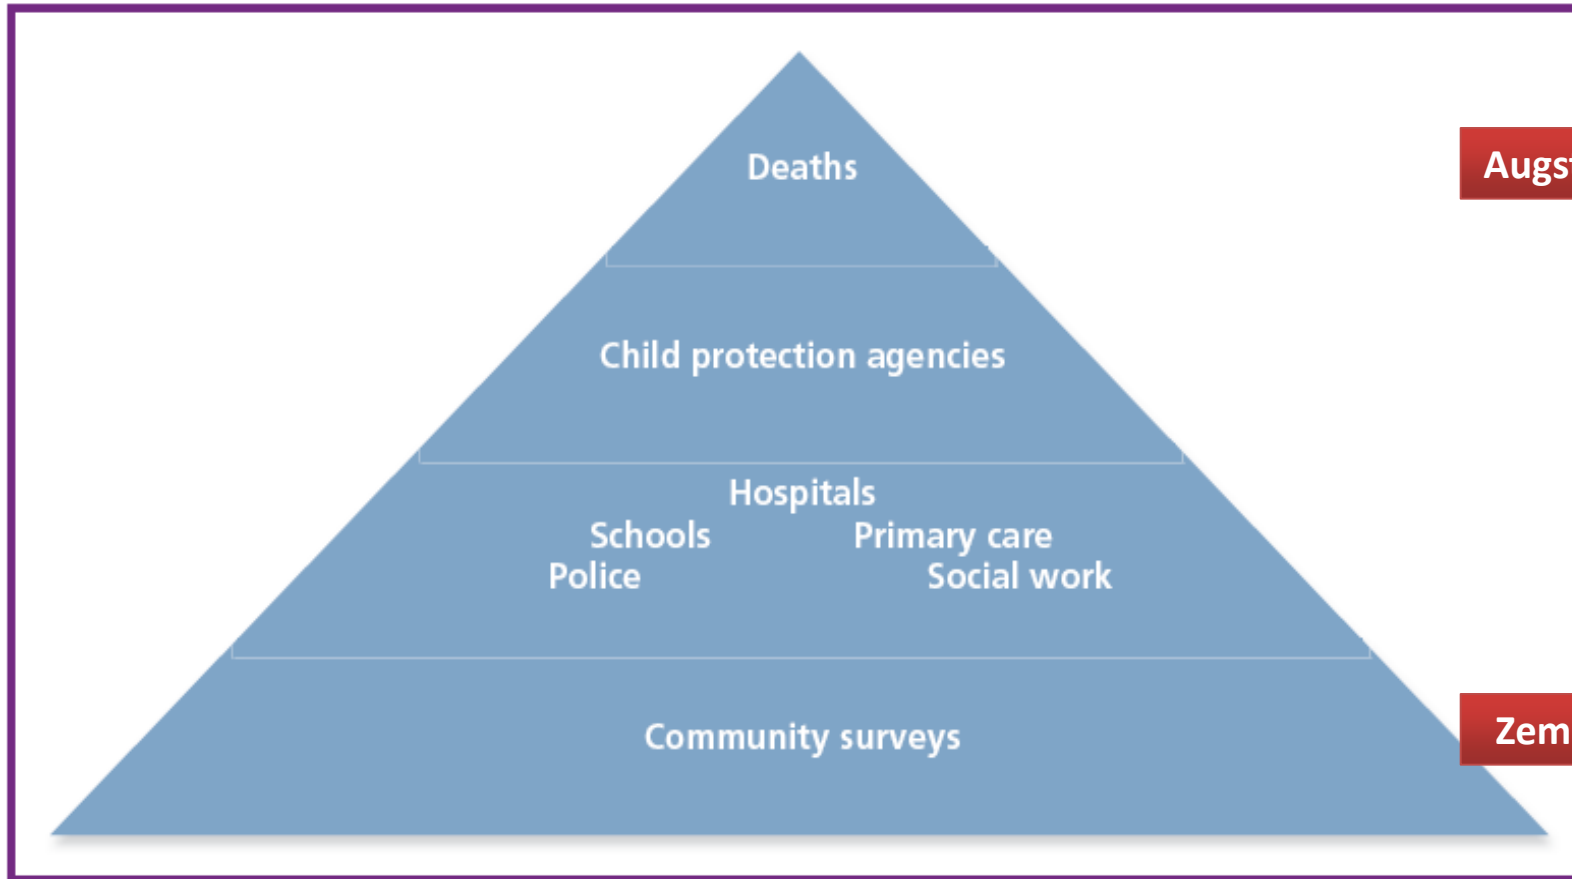 Deaths
Augst
Child protection agencies
Hospitals
Schools Primary care
Police Social work
Community surveys
Zem